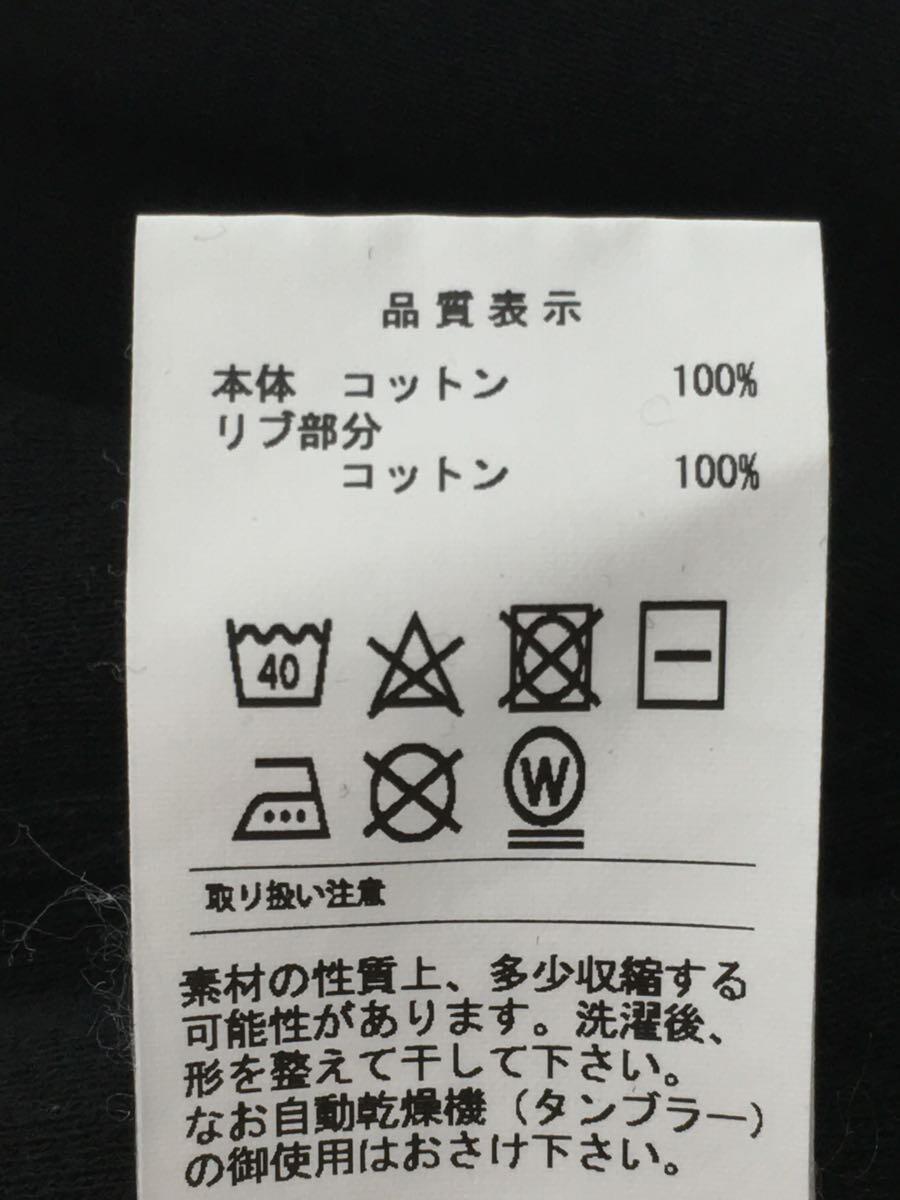 品質表示
本体 コットン 100%
リブ部分
コットン 100%
40
W
取り扱い注意
素材の性質上、多少収縮する
可能性があります。洗濯後、
形を整えて干して下さい。
なお自動乾燥機（タンブラー）
の御使用はおさけ下さい。